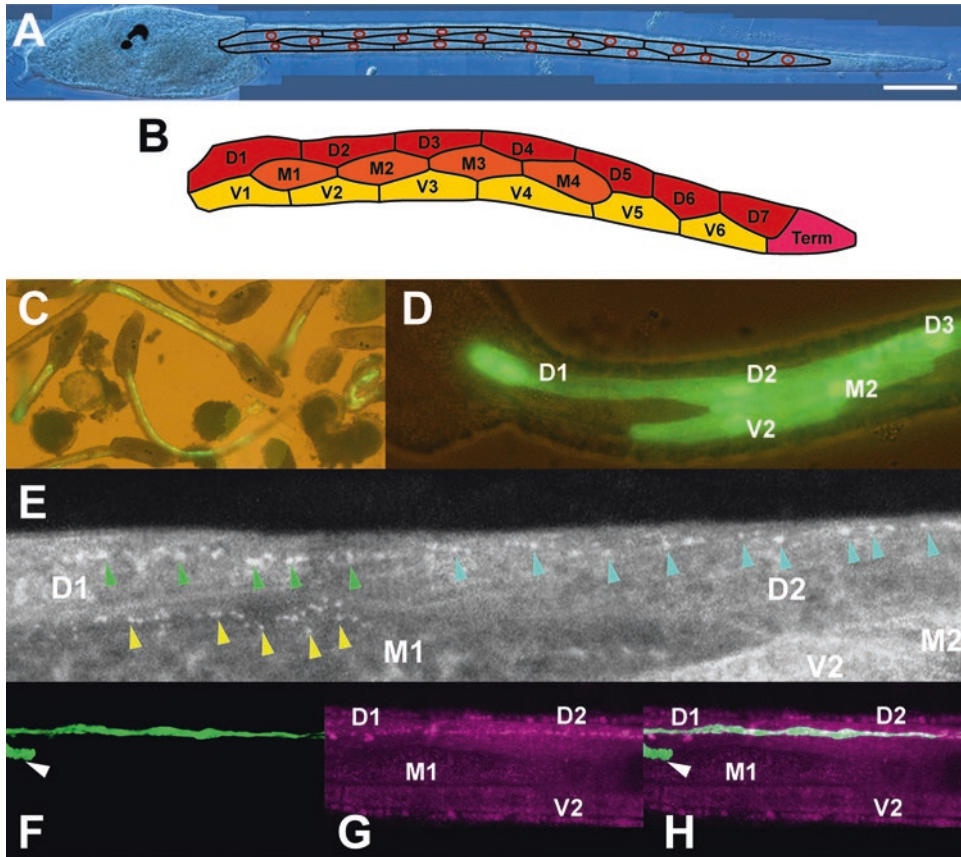 A
B
D1 D2 D3 D4 D5 D6 D7
M1 M2 M3 M4
V1 V2 V3 V4 V5 V6
Term
C
D
D1 D2 D3
M2
V2
E
D1 D2
M1 M2
V2
F
G
D1 D2
M1
V2
H
D1 D2
M1
V2